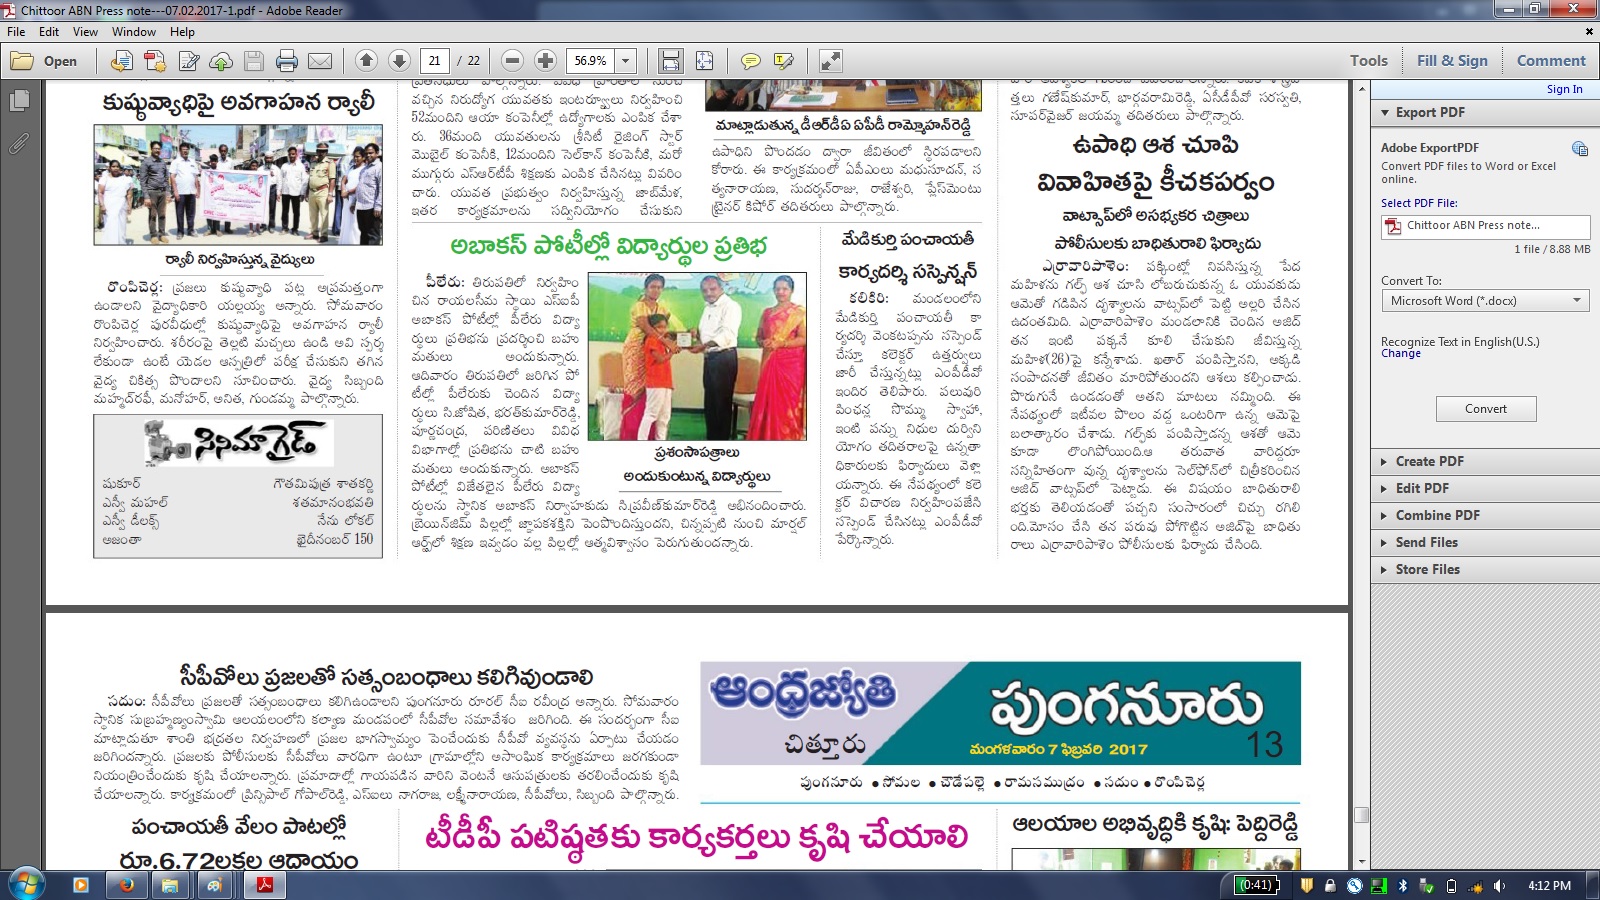 Chittoor ABN Press note---07.02.2017-1.pdf - Adobe Reader
File Edit View Window Help
Open 21 / 22 56.9% Tools Fill & Sign Comment
కుష్ఠువ్యాధిపై అవగాహన ర్యాలీ
ర్యాలీ నిర్వహిస్తున్న వైద్యులు
రొంపిచెర్ల: ప్రజలు కుష్ఠువ్యాధి పట్ల అప్రమత్తంగా
ఉండాలని వైద్యాధికారి యల్లయ్య అన్నారు. సోమవారం
రొంపిచెర్ల పురవీధుల్లో కుష్ఠువ్యాధిపై అవగాహన ర్యాలీ
నిర్వహించారు. శరీరంపై తెల్లటి మచ్చలు ఉండి అవి స్పర్శ
లేకుండా ఉంటే యెడల ఆస్పత్రిలో పరీక్ష చేసుకుని తగిన
వైద్య చికిత్స పొందాలని సూచించారు. వైద్య సిబ్బంది
మహ్మద్‌రఫీ, మనోహర్, అనిత, గుండమ్మ పాల్గొన్నారు.
సినిమాగైడ్
షుకూర్ గౌతమిపుత్ర శాతకర్ణి
ఎస్వీ మహల్ శతమానంభవతి
ఎస్వీ డీలక్స్ నేను లోకల్
అజంతా ఖైదీనంబర్ 150
వచ్చిన నిరుద్యోగ యువతకు ఇంటర్వ్యూలు నిర్వహించి
52మందిని ఆయా కంపెనీల్లో ఉద్యోగాలకు ఎంపిక చేశా
రు. 36మంది యువతులను శ్రీసిటీ రైజింగ్ స్టార్
మొబైల్ కంపెనీకి, 12మందిని సెల్‌కాన్ కంపెనీకి, మరో
ముగ్గురు ఎస్ఆర్‌టీపీ శిక్షణకు ఎంపిక చేసినట్లు వివరిం
చారు. యువత ప్రభుత్వం నిర్వహిస్తున్న జాబ్‌మేళ,
ఇతర కార్యక్రమాలను సద్వినియోగం చేసుకుని
మాట్లాడుతున్న డీఆర్‌డీఏ ఏపీడీ రామ్మోహన్‌రెడ్డి
ఉపాధిని పొందడం ద్వారా జీవితంలో స్థిరపడాలని
కోరారు. ఈ కార్యక్రమంలో ఏపీఎంలు మధుసూదన్, స
త్యనారాయణ, సుదర్శన్‌రాజు, రాజేశ్వరి, ప్లేస్‌మెంటు
ట్రైనర్ కిషోర్ తదితరులు పాల్గొన్నారు.
అబాకస్ పోటీల్లో విద్యార్థుల ప్రతిభ
పీలేరు: తిరుపతిలో నిర్వహిం
చిన రాయలసీమ స్థాయి ఎస్ఐపీ
అబాకస్ పోటీల్లో పీలేరు విద్యా
ర్థులు ప్రతిభను ప్రదర్శించి బహు
మతులు అందుకున్నారు.
ఆదివారం తిరుపతిలో జరిగిన పో
టీల్లో పీలేరుకు చెందిన విద్యా
ర్థులు సి.జోషిత, భరత్‌కుమార్‌రెడ్డి,
పూర్ణచంద్ర, పరిణితలు వివిధ
విభాగాల్లో ప్రతిభను చాటి బహు
మతులు అందుకున్నారు. అబాకస్
పోటీల్లో విజేతలైన పీలేరు విద్యా
ప్రశంసాపత్రాలు
అందుకుంటున్న విద్యార్థులు
ర్థులను స్థానిక అబాకస్ నిర్వాహకుడు సి.ప్రవీణ్‌కుమార్‌రెడ్డి అభినందించారు.
బ్రెయిన్‌జిమ్ పిల్లల్లో జ్ఞాపకశక్తిని పెంపొందిస్తుందని, చిన్నప్పటి నుంచి మార్షల్
ఆర్ట్స్‌లో శిక్షణ ఇవ్వడం వల్ల పిల్లల్లో ఆత్మవిశ్వాసం పెరుగుతుందన్నారు.
మేడికుర్తి పంచాయతీ
కార్యదర్శి సస్పెన్షన్
కలికిరి: మండలంలోని
మేడికుర్తి పంచాయతీ కా
ర్యదర్శి వెంకటప్పను సస్పెండ్
చేస్తూ కలెక్టర్ ఉత్తర్వులు
జారీ చేస్తున్నట్లు ఎంపీడీవో
ఇందిర తెలిపారు. పలువురి
పింఛన్ల సొమ్ము స్వాహా,
ఇంటి పన్ను నిధుల దుర్విని
యోగం తదితరాలపై ఉన్నతా
ధికారులకు ఫిర్యాదులు వెళ్లా
యన్నారు. ఈ నేపథ్యంలో కలె
క్టర్ విచారణ నిర్వహింపజేసి
సస్పెండ్ చేసినట్లు ఎంపీడీవో
పేర్కొన్నారు.
త్తలు గణేష్‌కుమార్, భార్గవరామిరెడ్డి, ఏసీడీపీవో సరస్వతి,
సూపర్‌వైజర్ జయమ్మ తదితరులు పాల్గొన్నారు.
ఉపాధి ఆశ చూపి
వివాహితపై కీచకపర్వం
వాట్సాప్‌లో అసభ్యకర చిత్రాలు
పోలీసులకు బాధితురాలి ఫిర్యాదు
ఎర్రావారిపాళెం: పక్కింట్లో నివసిస్తున్న పేద
మహిళను గల్ఫ్ ఆశ చూసి లోబరుచుకున్న ఓ యువకుడు
ఆమెతో గడిపిన దృశ్యాలను వాట్సప్‌లో పెట్టి అల్లరి చేసిన
ఉదంతమిది. ఎర్రావారిపాళెం మండలానికి చెందిన అజీద్
తన ఇంటి పక్కనే కూలి చేసుకుని జీవిస్తున్న
మహిళ(26)పై కన్నేశాడు. ఖతార్ పంపిస్తానని, అక్కడి
సంపాదనతో జీవితం మారిపోతుందని ఆశలు కల్పించాడు.
పొరుగునే ఉండడంతో అతని మాటలు నమ్మింది. ఈ
నేపథ్యంలో ఇటీవల పొలం వద్ద ఒంటరిగా ఉన్న ఆమెపై
బలాత్కారం చేశాడు. గల్ఫ్‌కు పంపిస్తాడన్న ఆశతో ఆమె
కూడా లొంగిపోయింది.ఆ తరువాత వారిద్దరూ
సన్నిహితంగా వున్న దృశ్యాలను సెల్‌ఫోన్‌లో చిత్రీకరించిన
అజీద్ వాట్సప్‌లో పెట్టాడు. ఈ విషయం బాధితురాలి
భర్తకు తెలియడంతో పచ్చని సంసారంలో చిచ్చు రగిలి
ంది.మోసం చేసి తన పరువు పోగొట్టిన అజీద్‌పై బాధితు
రాలు ఎర్రావారిపాళెం పోలీసులకు ఫిర్యాదు చేసింది.
సీపీవోలు ప్రజలతో సత్సంబంధాలు కలిగివుండాలి
సదుం: సీపీవోలు ప్రజలతో సత్సంబంధాలు కలిగిఉండాలని పుంగనూరు రూరల్ సీఐ రవీంద్ర అన్నారు. సోమవారం
స్థానిక సుబ్రహ్మణ్యంస్వామి ఆలయంలోని కల్యాణ మండపంలో సీపీవోల సమావేశం జరిగింది. ఈ సందర్భంగా సీఐ
మాట్లాడుతూ శాంతి భద్రతల నిర్వహణలో ప్రజల భాగస్వామ్యం పెంచేందుకు సీపీవో వ్యవస్థను ఏర్పాటు చేయడం
జరిగిందన్నారు. ప్రజలకు పోలీసులకు సీపీవోలు వారధిగా ఉంటూ గ్రామాల్లోని అసాంఘిక కార్యక్రమాలు జరగకుండా
నియంత్రించేందుకు కృషి చేయాలన్నారు. ప్రమాదాల్లో గాయపడిన వారిని వెంటనే ఆసుపత్రులకు తరలించేందుకు కృషి
చేయాలన్నారు. కార్యక్రమంలో ప్రిన్సిపాల్ గోపాల్‌రెడ్డి, ఎస్ఐలు నాగరాజ, లక్ష్మీనారాయణ, సీపీవోలు, సిబ్బంది పాల్గొన్నారు.
ఆంధ్రజ్యోతి
చిత్తూరు
పుంగనూరు
మంగళవారం 7 ఫిబ్రవరి 2017
13
పుంగనూరు ● సోమల ● చౌడేపల్లె ● రామసముద్రం ● సదుం ● రొంపిచెర్ల
పంచాయతీ వేలం పాటల్లో
రూ.6.72లక్షల ఆదాయం
టీడీపీ పటిష్ఠతకు కార్యకర్తలు కృషి చేయాలి
ఆలయాల అభివృద్ధికి కృషి: పెద్దిరెడ్డి
Sign In
Export PDF
Adobe ExportPDF
Convert PDF files to Word or Excel
online.
Select PDF File:
Chittoor ABN Press note...
1 file / 8.88 MB
Convert To:
Microsoft Word (*.docx)
Recognize Text in English(U.S.)
Change
Convert
Create PDF
Edit PDF
Combine PDF
Send Files
Store Files
(0:41) 4:12 PM